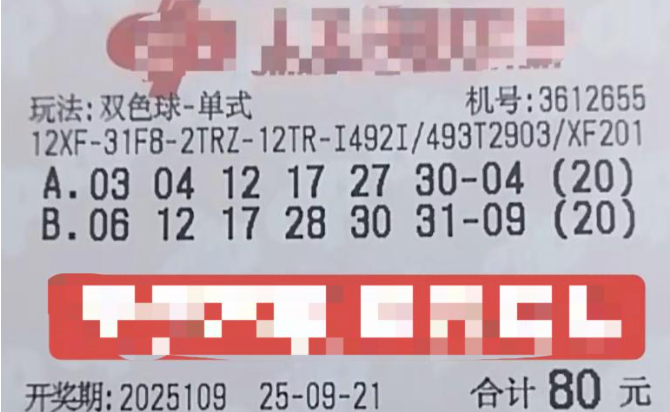 玩法:双色球-单式 机号:3612655
12XF-31F8-2TRZ-12TR-I492I/493T2903/XF201
A.03 04 12 17 27 30-04 (20)
B.06 12 17 28 30 31-09 (20)
开奖期:2025109 25-09-21 合计 80 元